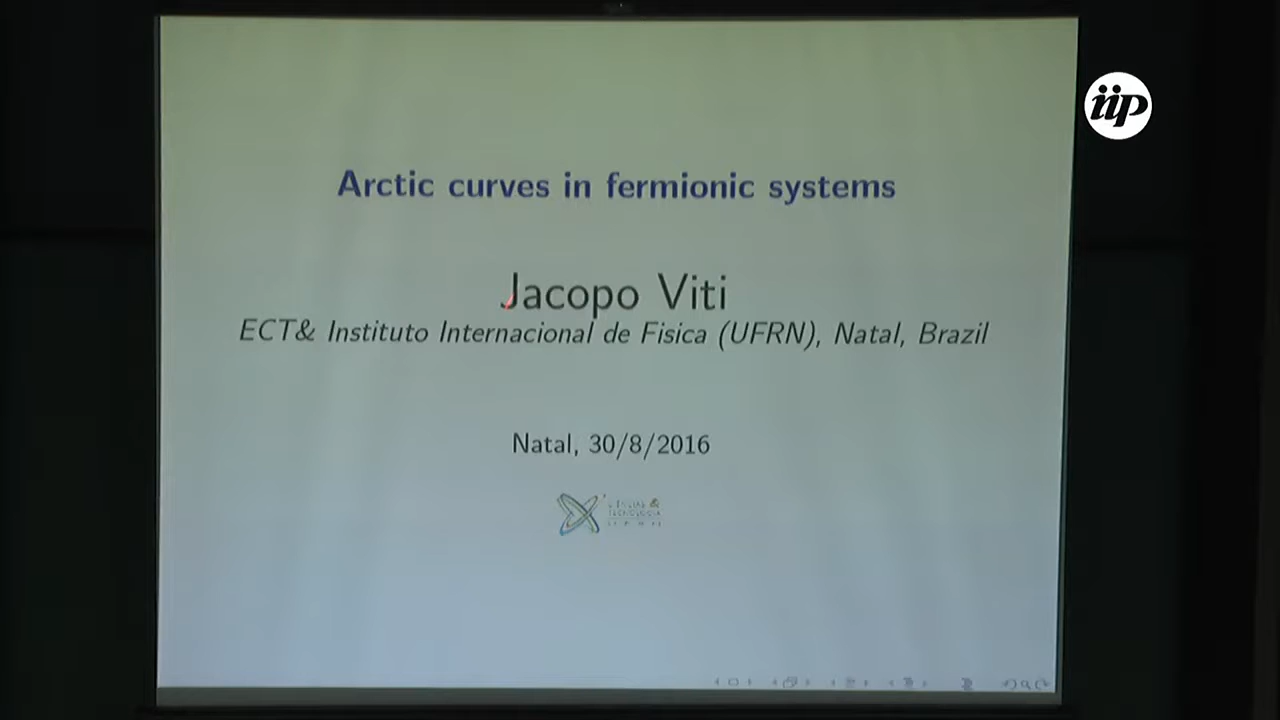 iip
Arctic curves in fermionic systems
Jacopo Viti
ECT& Instituto Internacional de Fisica (UFRN), Natal, Brazil
Natal, 30/8/2016